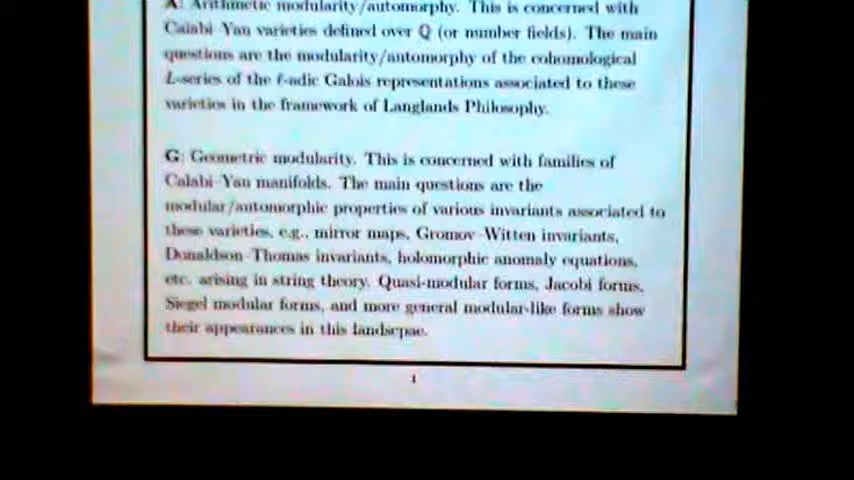 A: Arithmetic modularity/automorphy. This is concerned with
Calabi–Yau varieties defined over ℚ (or number fields). The main
questions are the modularity/automorphy of the cohomological
L-series of the ℓ-adic Galois representations associated to these
varieties in the framework of Langlands Philosophy.
G: Geometric modularity. This is concerned with families of
Calabi–Yau manifolds. The main questions are the
modular/automorphic properties of various invariants associated to
these varieties, e.g., mirror maps, Gromov–Witten invariants,
Donaldson–Thomas invariants, holomorphic anomaly equations,
etc. arising in string theory. Quasi-modular forms, Jacobi forms,
Siegel modular forms, and more general modular-like forms show
their appearances in this landscpae.
1